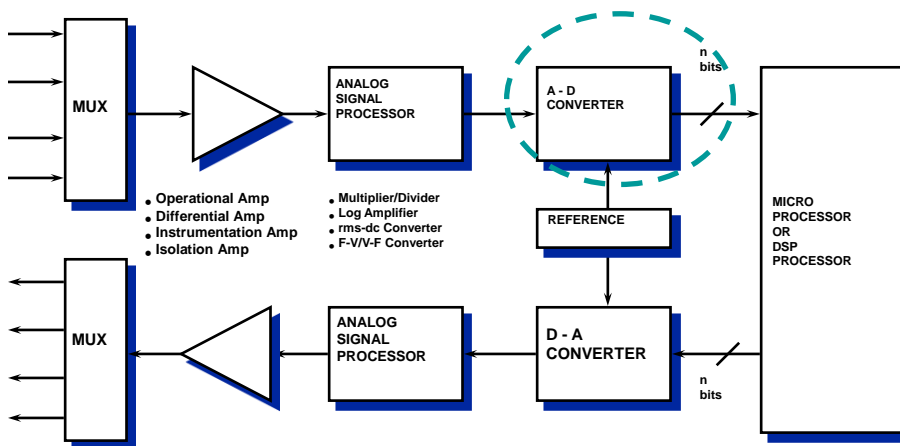 n
bits
ANALOG
SIGNAL
PROCESSOR
A - D
CONVERTER
MUX
• Operational Amp
• Differential Amp
• Instrumentation Amp
• Isolation Amp
• Multiplier/Divider
• Log Amplifier
• rms-dc Converter
• F-V/V-F Converter
REFERENCE
MICRO
PROCESSOR
OR
DSP
PROCESSOR
MUX
ANALOG
SIGNAL
PROCESSOR
D - A
CONVERTER
n
bits